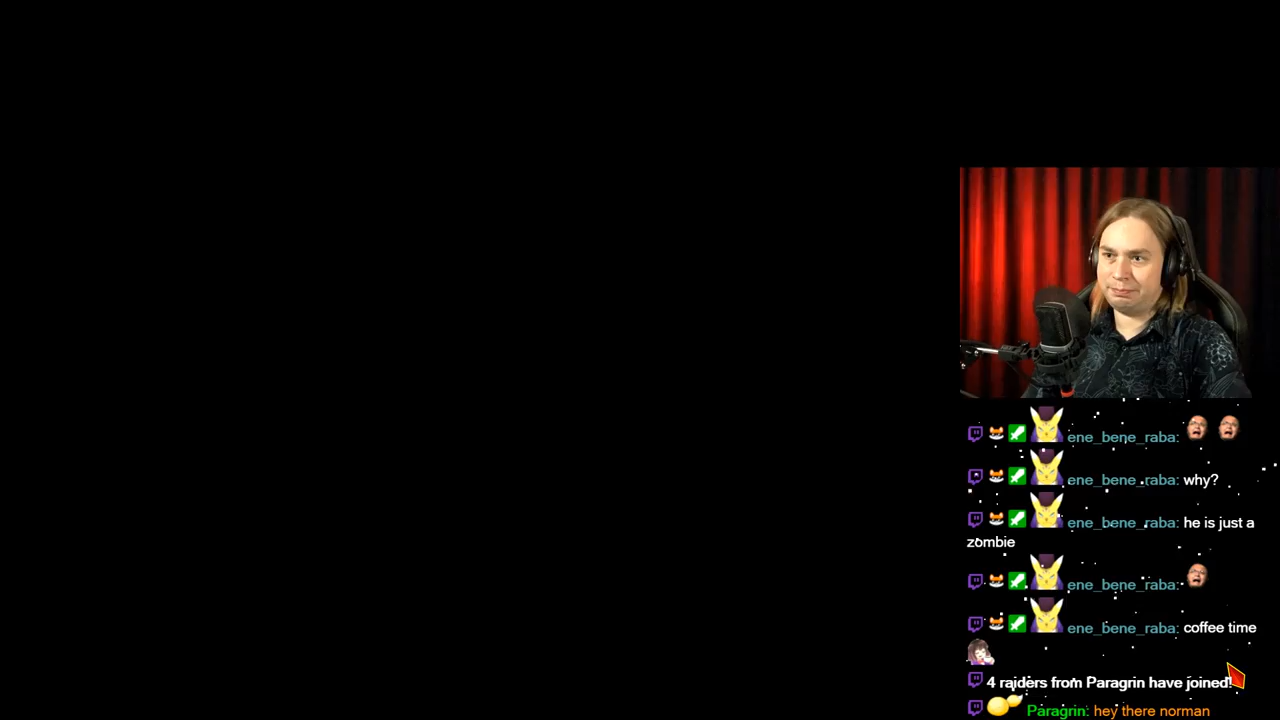 ene_bene_raba:
ene_bene_raba: why?
ene_bene_raba: he is just a
zombie
ene_bene_raba:
ene_bene_raba: coffee time
4 raiders from Paragrin have joined!
Paragrin: hey there norman